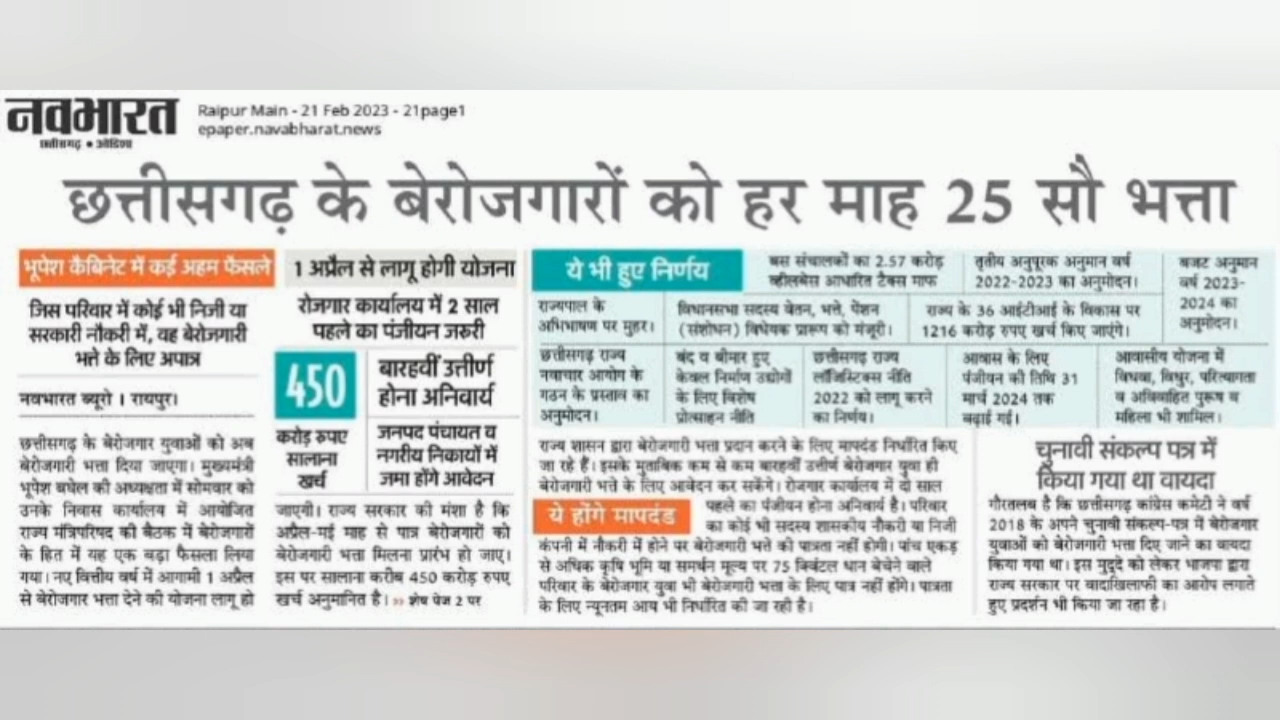 नवभारत
छत्तीसगढ़ • ओडिशा
Raipur Main - 21 Feb 2023 - 21page1
epaper.navabharat.news
छत्तीसगढ़ के बेरोजगारों को हर माह 25 सौ भत्ता
भूपेश कैबिनेट में कई अहम फैसले
जिस परिवार में कोई भी निजी या
सरकारी नौकरी में, वह बेरोजगारी
भत्ते के लिए अपात्र
नवभारत ब्यूरो । रायपुर।
छत्तीसगढ़ के बेरोजगार युवाओं को अब
बेरोजगारी भत्ता दिया जाएगा। मुख्यमंत्री
भूपेश बघेल की अध्यक्षता में सोमवार को
उनके निवास कार्यालय में आयोजित
राज्य मंत्रिपरिषद की बैठक में बेरोजगारों
के हित में यह एक बड़ा फैसला लिया
गया। नए वित्तीय वर्ष में आगामी 1 अप्रैल
से बेरोजगार भत्ता देने की योजना लागू हो
1 अप्रैल से लागू होगी योजना
रोजगार कार्यालय में 2 साल
पहले का पंजीयन जरूरी
450
करोड़ रुपए
सालाना
खर्च
बारहवीं उत्तीर्ण
होना अनिवार्य
जनपद पंचायत व
नगरीय निकायों में
जमा होंगे आवेदन
जाएगी। राज्य सरकार की मंशा है कि
अप्रैल-मई माह से पात्र बेरोजगारों को
बेरोजगारी भत्ता मिलना प्रारंभ हो जाए।
इस पर सालाना करीब 450 करोड़ रुपए
खर्च अनुमानित है। >> शेष पेज 2 पर
ये भी हुए निर्णय
बस संचालकों का 2.57 करोड़
व्हीलबेस आधारित टैक्स माफ
तृतीय अनुपूरक अनुमान वर्ष
2022-2023 का अनुमोदन।
बजट अनुमान
वर्ष 2023-
2024 का
अनुमोदन।
राज्यपाल के
अभिभाषण पर मुहर।
विधानसभा सदस्य वेतन, भत्ते, पेंशन
(संशोधन) विधेयक प्रारूप को मंजूरी।
राज्य के 36 आईटीआई के विकास पर
1216 करोड़ रुपए खर्च किए जाएंगे।
छत्तीसगढ़ राज्य
नवाचार आयोग के
गठन के प्रस्ताव का
अनुमोदन।
बंद व बीमार हुए
केवल निर्माण उद्योगों
के लिए विशेष
प्रोत्साहन नीति
छत्तीसगढ़ राज्य
लॉजिस्टिक्स नीति
2022 को लागू करने
का निर्णय।
आवास के लिए
पंजीयन की तिथि 31
मार्च 2024 तक
बढ़ाई गई।
आवासीय योजना में
विधवा, विधुर, परित्यागता
व अविवाहित पुरूष व
महिला भी शामिल।
राज्य शासन द्वारा बेरोजगारी भत्ता प्रदान करने के लिए मापदंड निर्धारित किए
जा रहे हैं। इसके मुताबिक कम से कम बारहवीं उत्तीर्ण बेरोजगार युवा ही
बेरोजगारी भत्ते के लिए आवेदन कर सकेंगे। रोजगार कार्यालय में दो साल
ये होंगे मापदंड
पहले का पंजीयन होना अनिवार्य है। परिवार
का कोई भी सदस्य शासकीय नौकरी या निजी
कंपनी में नौकरी में होने पर बेरोजगारी भत्ते की पात्रता नहीं होगी। पांच एकड़
से अधिक कृषि भूमि या समर्थन मूल्य पर 75 क्विंटल धान बेचने वाले
परिवार के बेरोजगार युवा भी बेरोजगारी भत्ता के लिए पात्र नहीं होंगे। पात्रता
के लिए न्यूनतम आय भी निर्धारित की जा रही है।
चुनावी संकल्प पत्र में
किया गया था वायदा
गौरतलब है कि छत्तीसगढ़ कांग्रेस कमेटी ने वर्ष
2018 के अपने चुनावी संकल्प-पत्र में बेरोजगार
युवाओं को बेरोजगारी भत्ता दिए जाने का वायदा
किया गया था। इस मुद्दे को लेकर भाजपा द्वारा
राज्य सरकार पर वादाखिलाफी का आरोप लगाते
हुए प्रदर्शन भी किया जा रहा है।